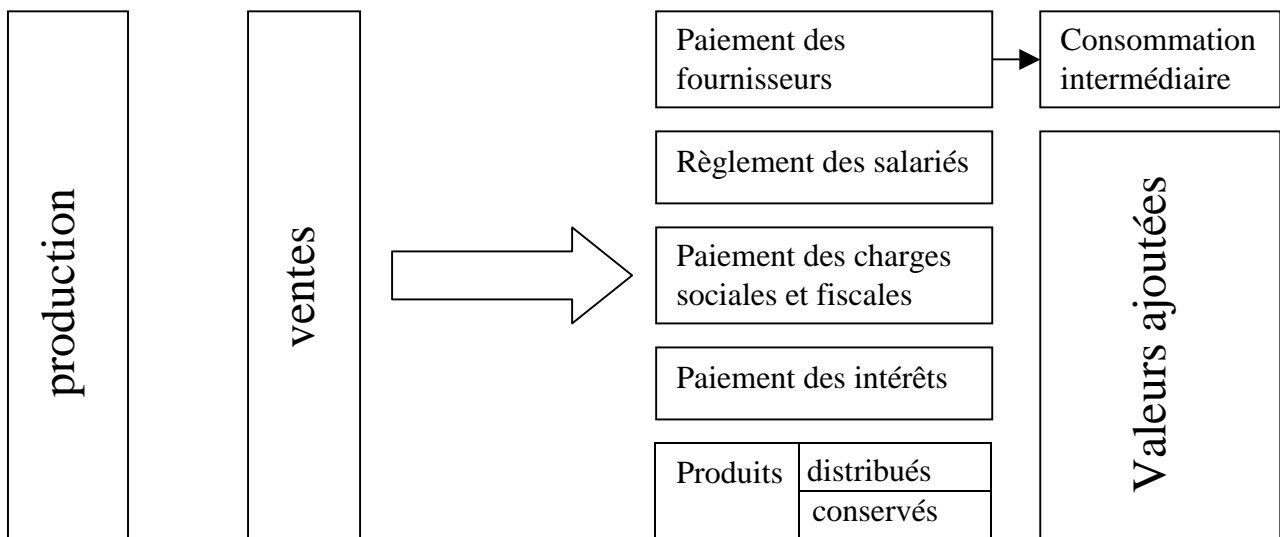 production
ventes
Paiement des
fournisseurs
Consommation
intermédiaire
Règlement des salariés
Paiement des charges
sociales et fiscales
Paiement des intérêts
Produits
distribués
conservés
Valeurs ajoutées